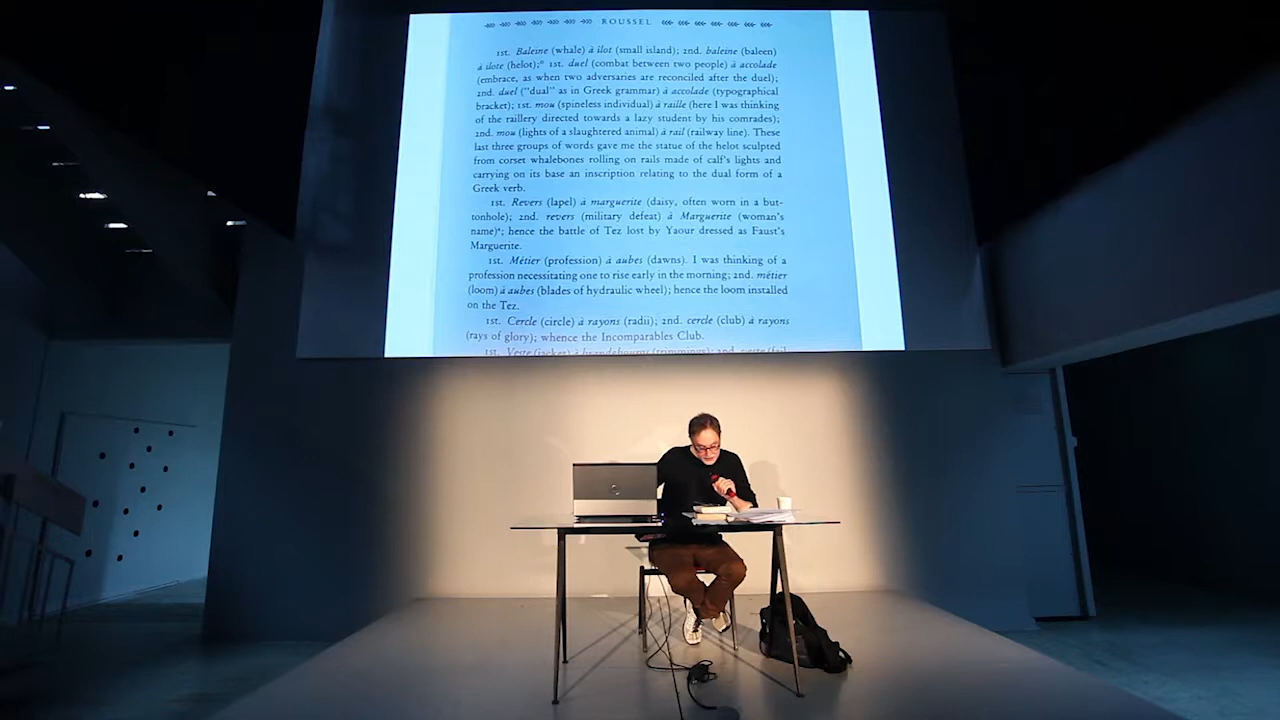 ROUSSEL
1st. Baleine (whale) à îlot (small island); 2nd. baleine (baleen)
à ilote (helot);* 1st. duel (combat between two people) à accolade
(embrace, as when two adversaries are reconciled after the duel);
2nd. duel ("dual" as in Greek grammar) à accolade (typographical
bracket); 1st. mou (spineless individual) à raille (here I was thinking
of the raillery directed towards a lazy student by his comrades);
2nd. mou (lights of a slaughtered animal) à rail (railway line). These
last three groups of words gave me the statue of the helot sculpted
from corset whalebones rolling on rails made of calf's lights and
carrying on its base an inscription relating to the dual form of a
Greek verb.
1st. Revers (lapel) à marguerite (daisy, often worn in a but-
tonhole); 2nd. revers (military defeat) à Marguerite (woman's
name)*; hence the battle of Tez lost by Yaour dressed as Faust's
Marguerite.
1st. Métier (profession) à aubes (dawns). I was thinking of a
profession necessitating one to rise early in the morning; 2nd. métier
(loom) à aubes (blades of hydraulic wheel); hence the loom installed
on the Tez.
1st. Cercle (circle) à rayons (radii); 2nd. cercle (club) à rayons
(rays of glory); whence the Incomparables Club.
1st. Veste (jacket) à brandebourgs (trimmings); 2nd. veste (fail